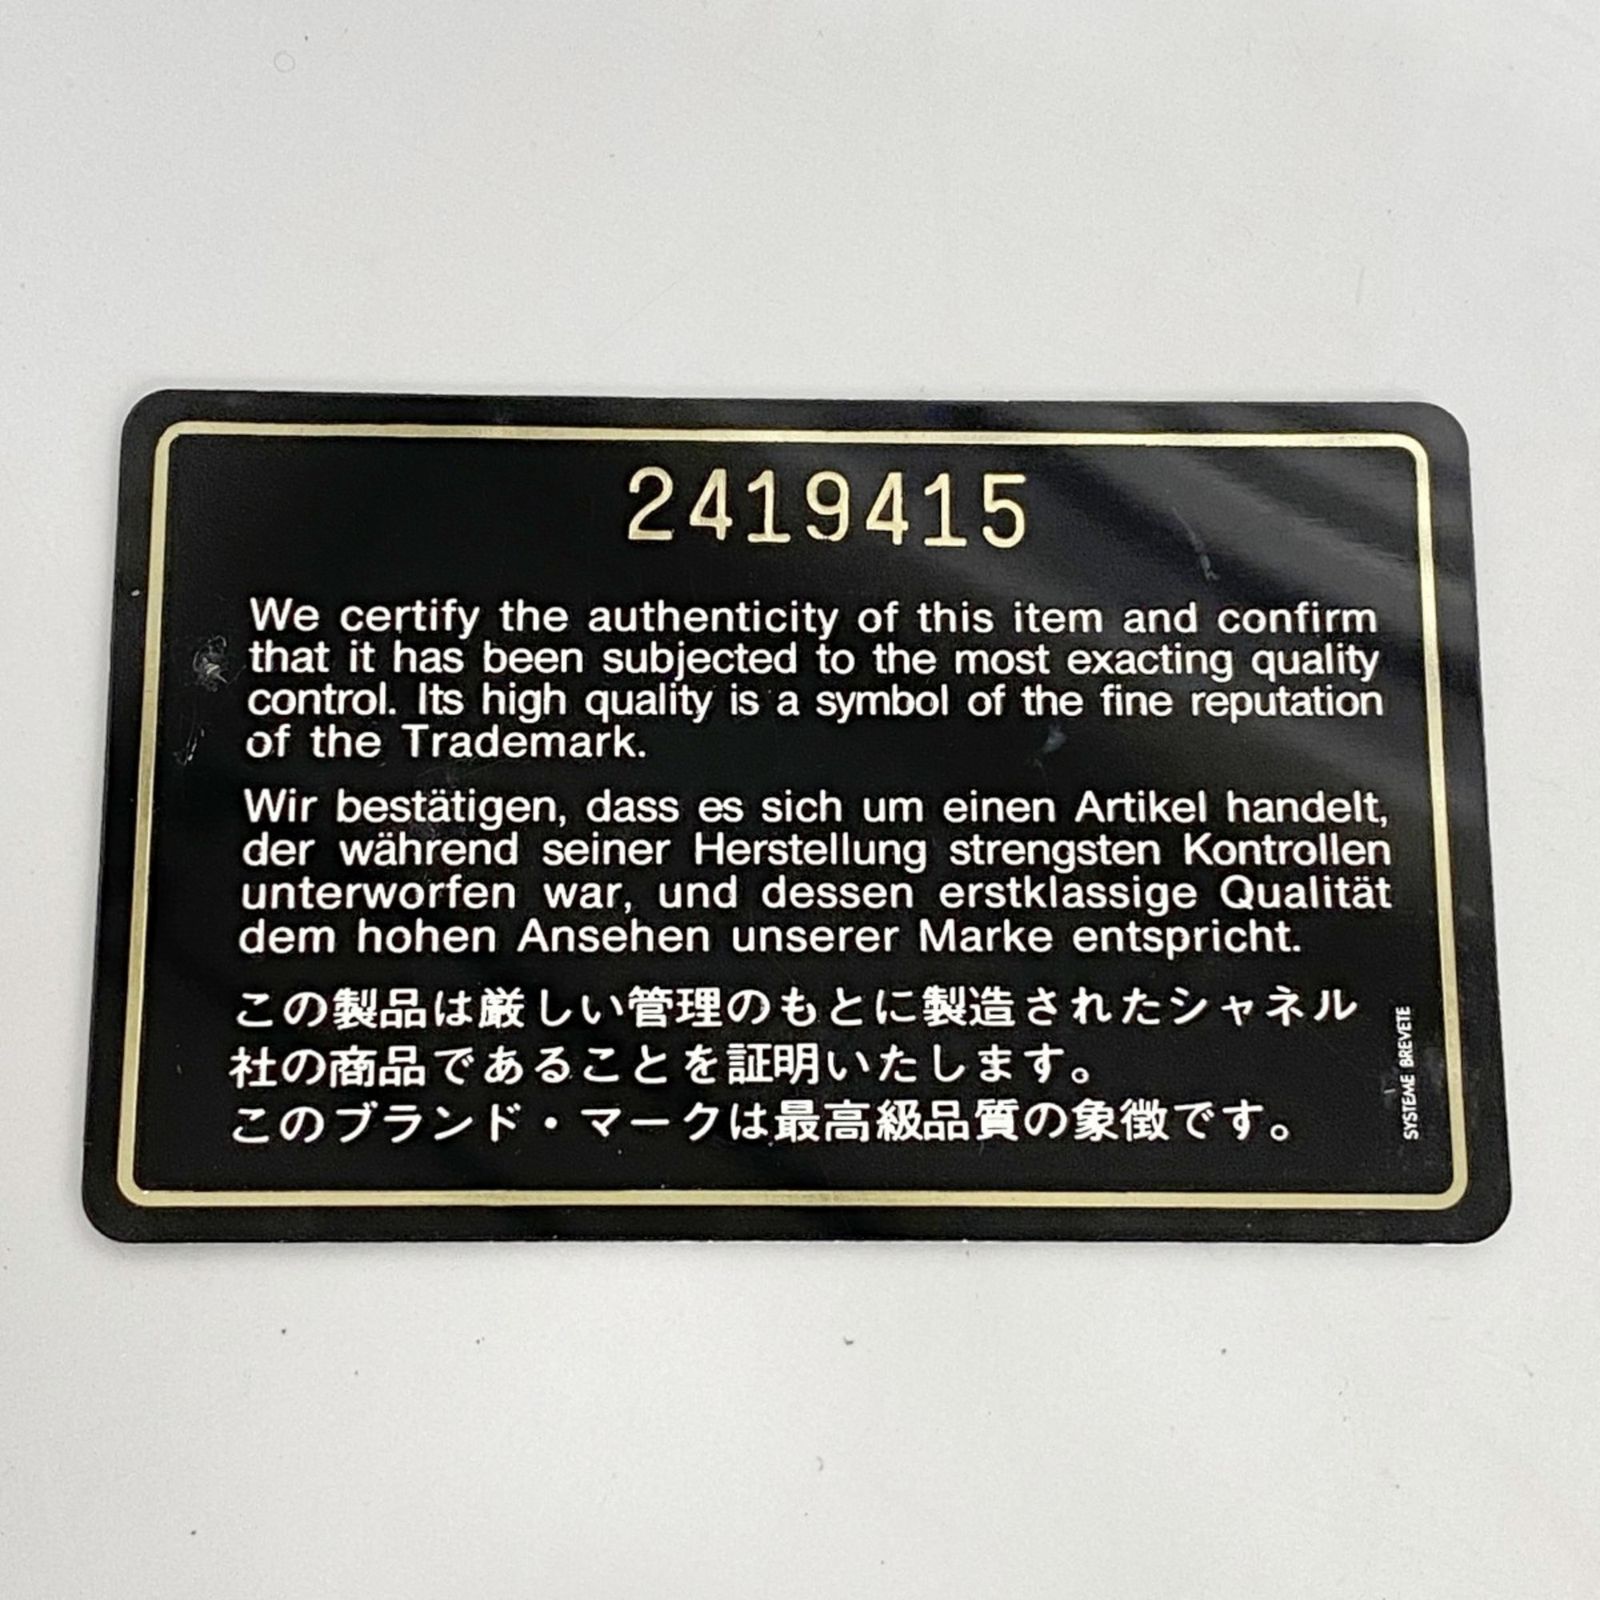 2419415
We certify the authenticity of this item and confirm
that it has been subjected to the most exacting quality
control. Its high quality is a symbol of the fine reputation
of the Trademark.
Wir bestätigen, dass es sich um einen Artikel handelt,
der während seiner Herstellung strengsten Kontrollen
unterworfen war, und dessen erstklassige Qualität
dem hohen Ansehen unserer Marke entspricht.
この製品は厳しい管理のもとに製造されたシャネル
社の商品であることを証明いたします。
このブランド・マークは最高級品質の象徴です。
SYSTEME BREVETE